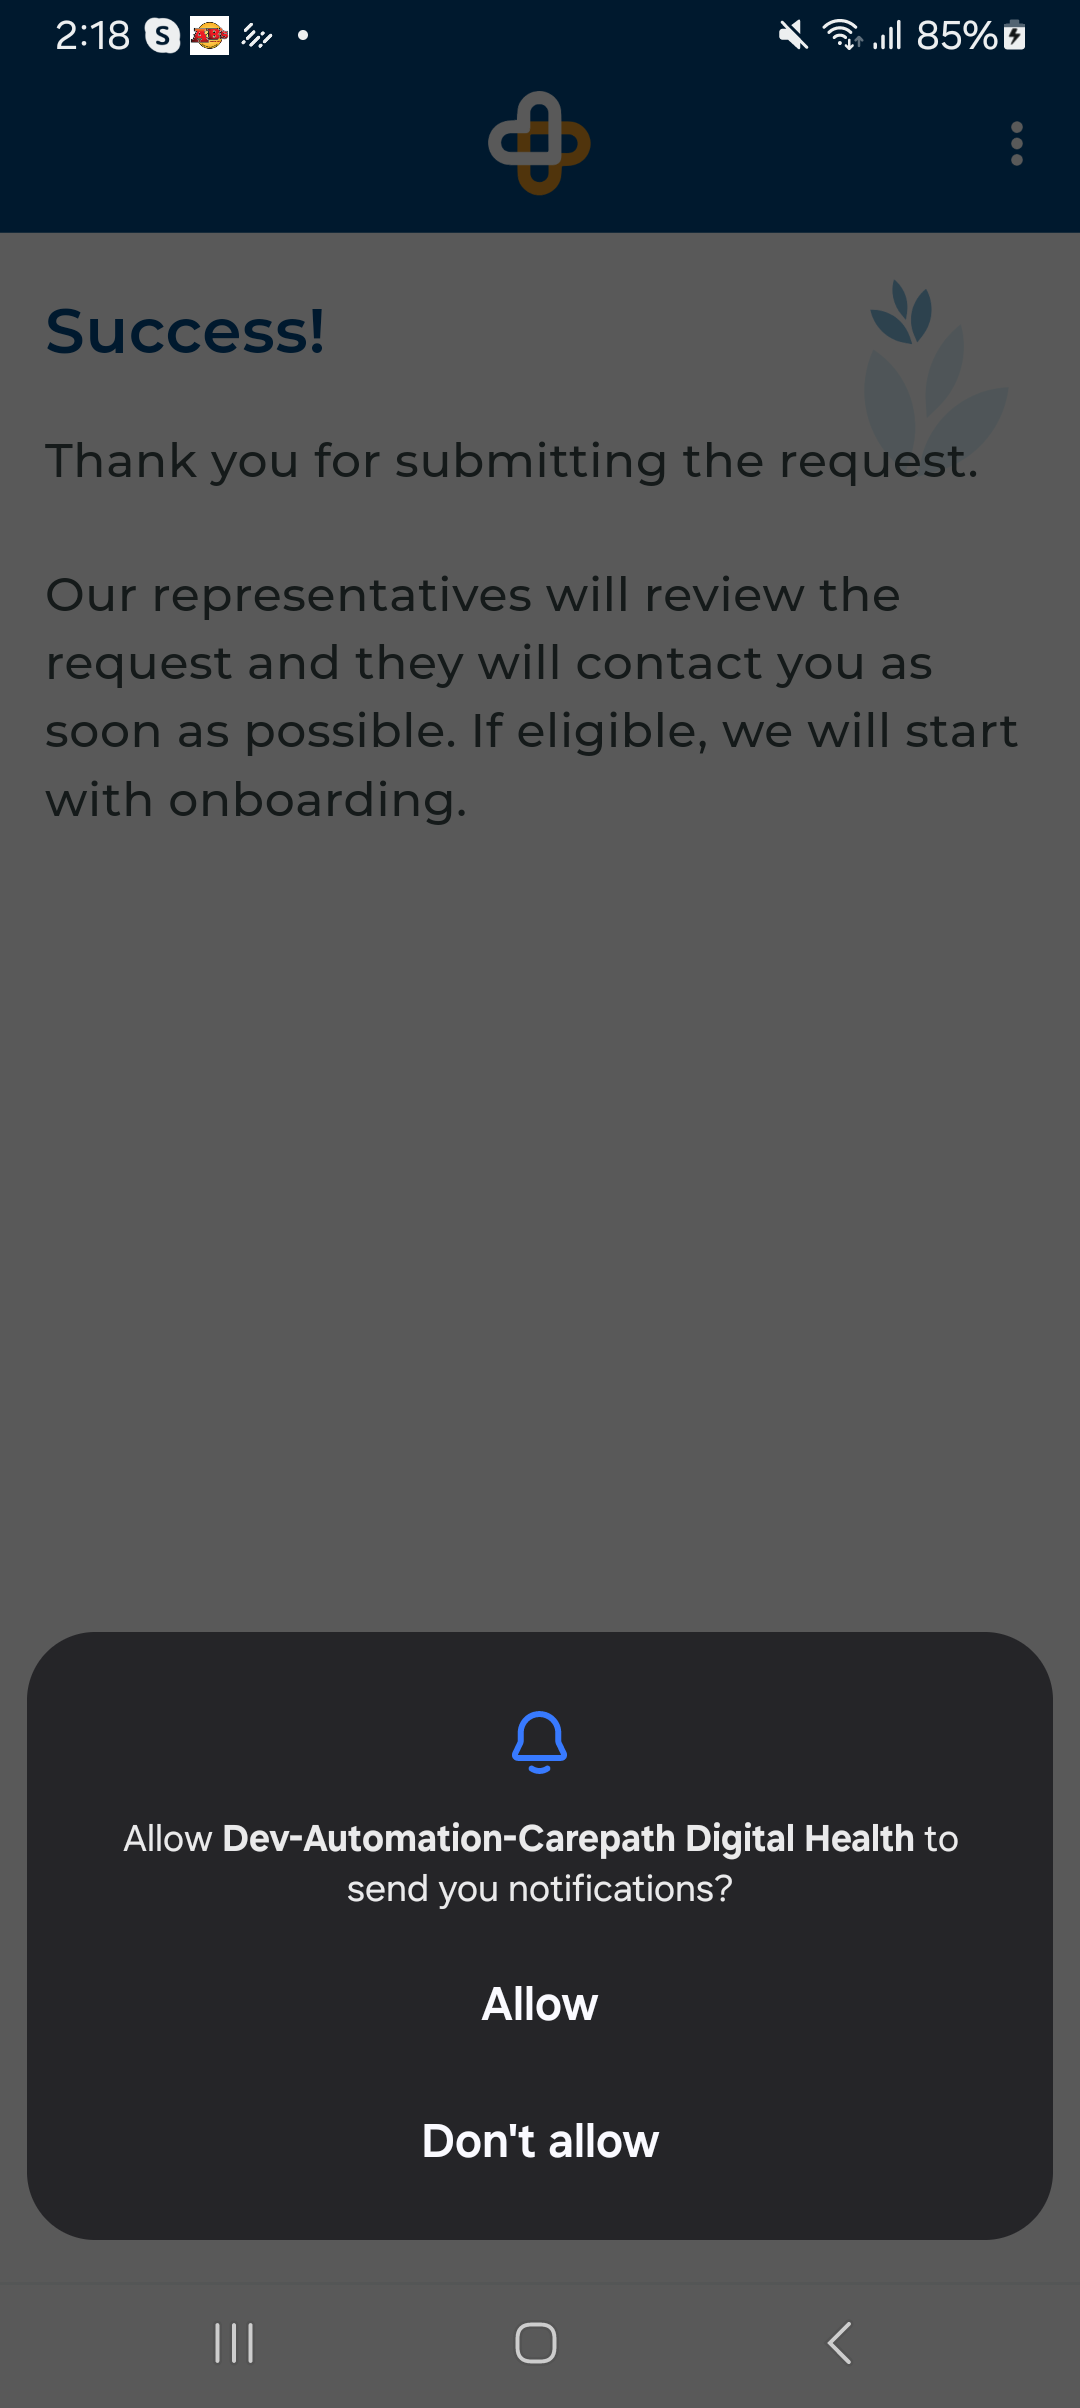 2:18
S
85%
Success!
Thank you for submitting the request.
Our representatives will review the
request and they will contact you as
soon as possible. If eligible, we will start
with onboarding.
Allow Dev-Automation-Carepath Digital Health to
send you notifications?
Allow
Don't allow